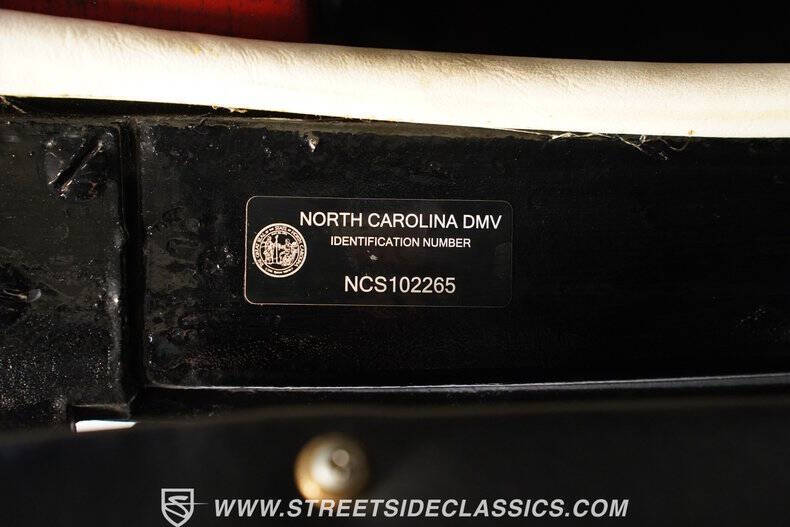 NORTH CAROLINA DMV
IDENTIFICATION NUMBER
NCS102265
WWW.STREETSIDECLASSICS.COM